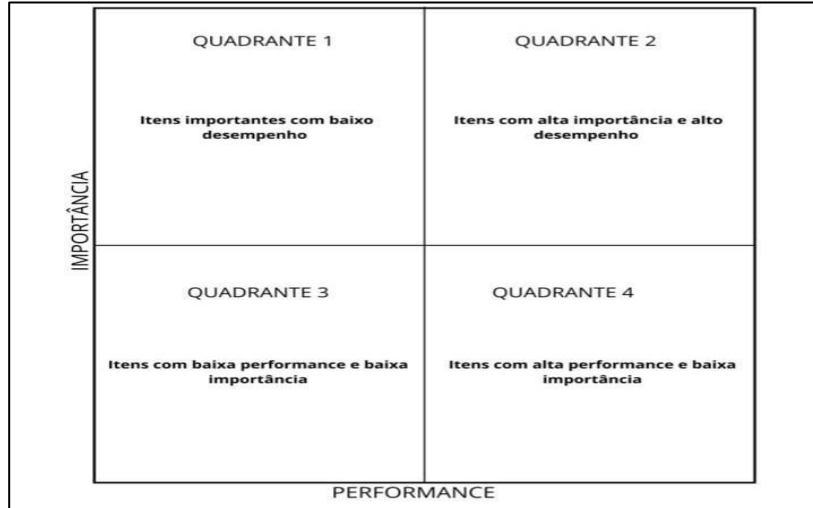 QUADRANTE 1
Itens importantes com baixo
desempenho
QUADRANTE 2
Itens com alta importância e alto
desempenho
IMPORTÂNCIA
QUADRANTE 3
Itens com baixa performance e baixa
importância
QUADRANTE 4
Itens com alta performance e baixa
importância
PERFORMANCE